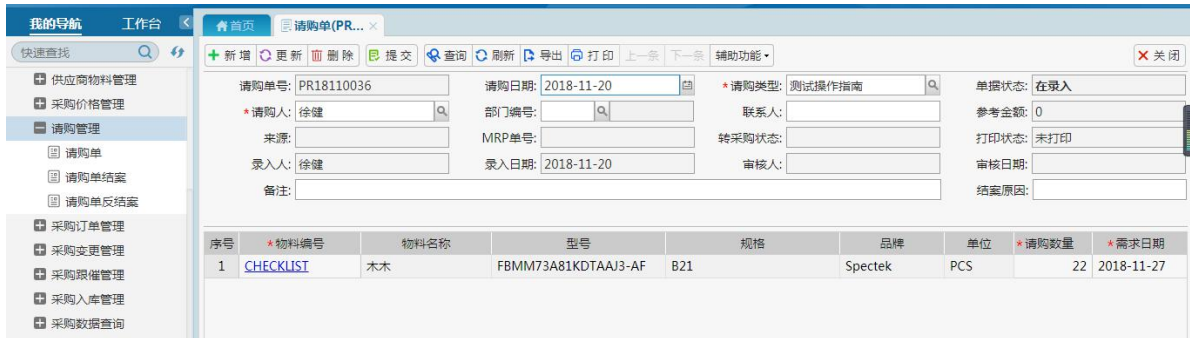 我的导航 工作台 首页 请购单(PR...
快速查找 新增 更新 删除 提交 查询 刷新 导出 打印 上一条 下一条 辅助功能 关闭
供应商物料管理 请购单号: PR18110036 请购日期: 2018-11-20 *请购类型: 测试操作指南 单据状态: 在录入
采购价格管理 *请购人: 徐健 部门编号: 联系人: 参考金额: 0
请购管理 来源: MRP单号: 转采购状态: 打印状态: 未打印
请购单 录入人: 徐健 录入日期: 2018-11-20 审核人: 审核日期:
请购单结案 备注: 结案原因:
请购单反结案
采购订单管理
采购变更管理 序号 *物料编号 物料名称 型号 规格 品牌 单位 *请购数量 *需求日期
采购跟催管理 1 CHECKLIST 木木 FBMM73A81KDTAAJ3-AF B21 Spectek PCS 22 2018-11-27
采购入库管理
采购数据查询